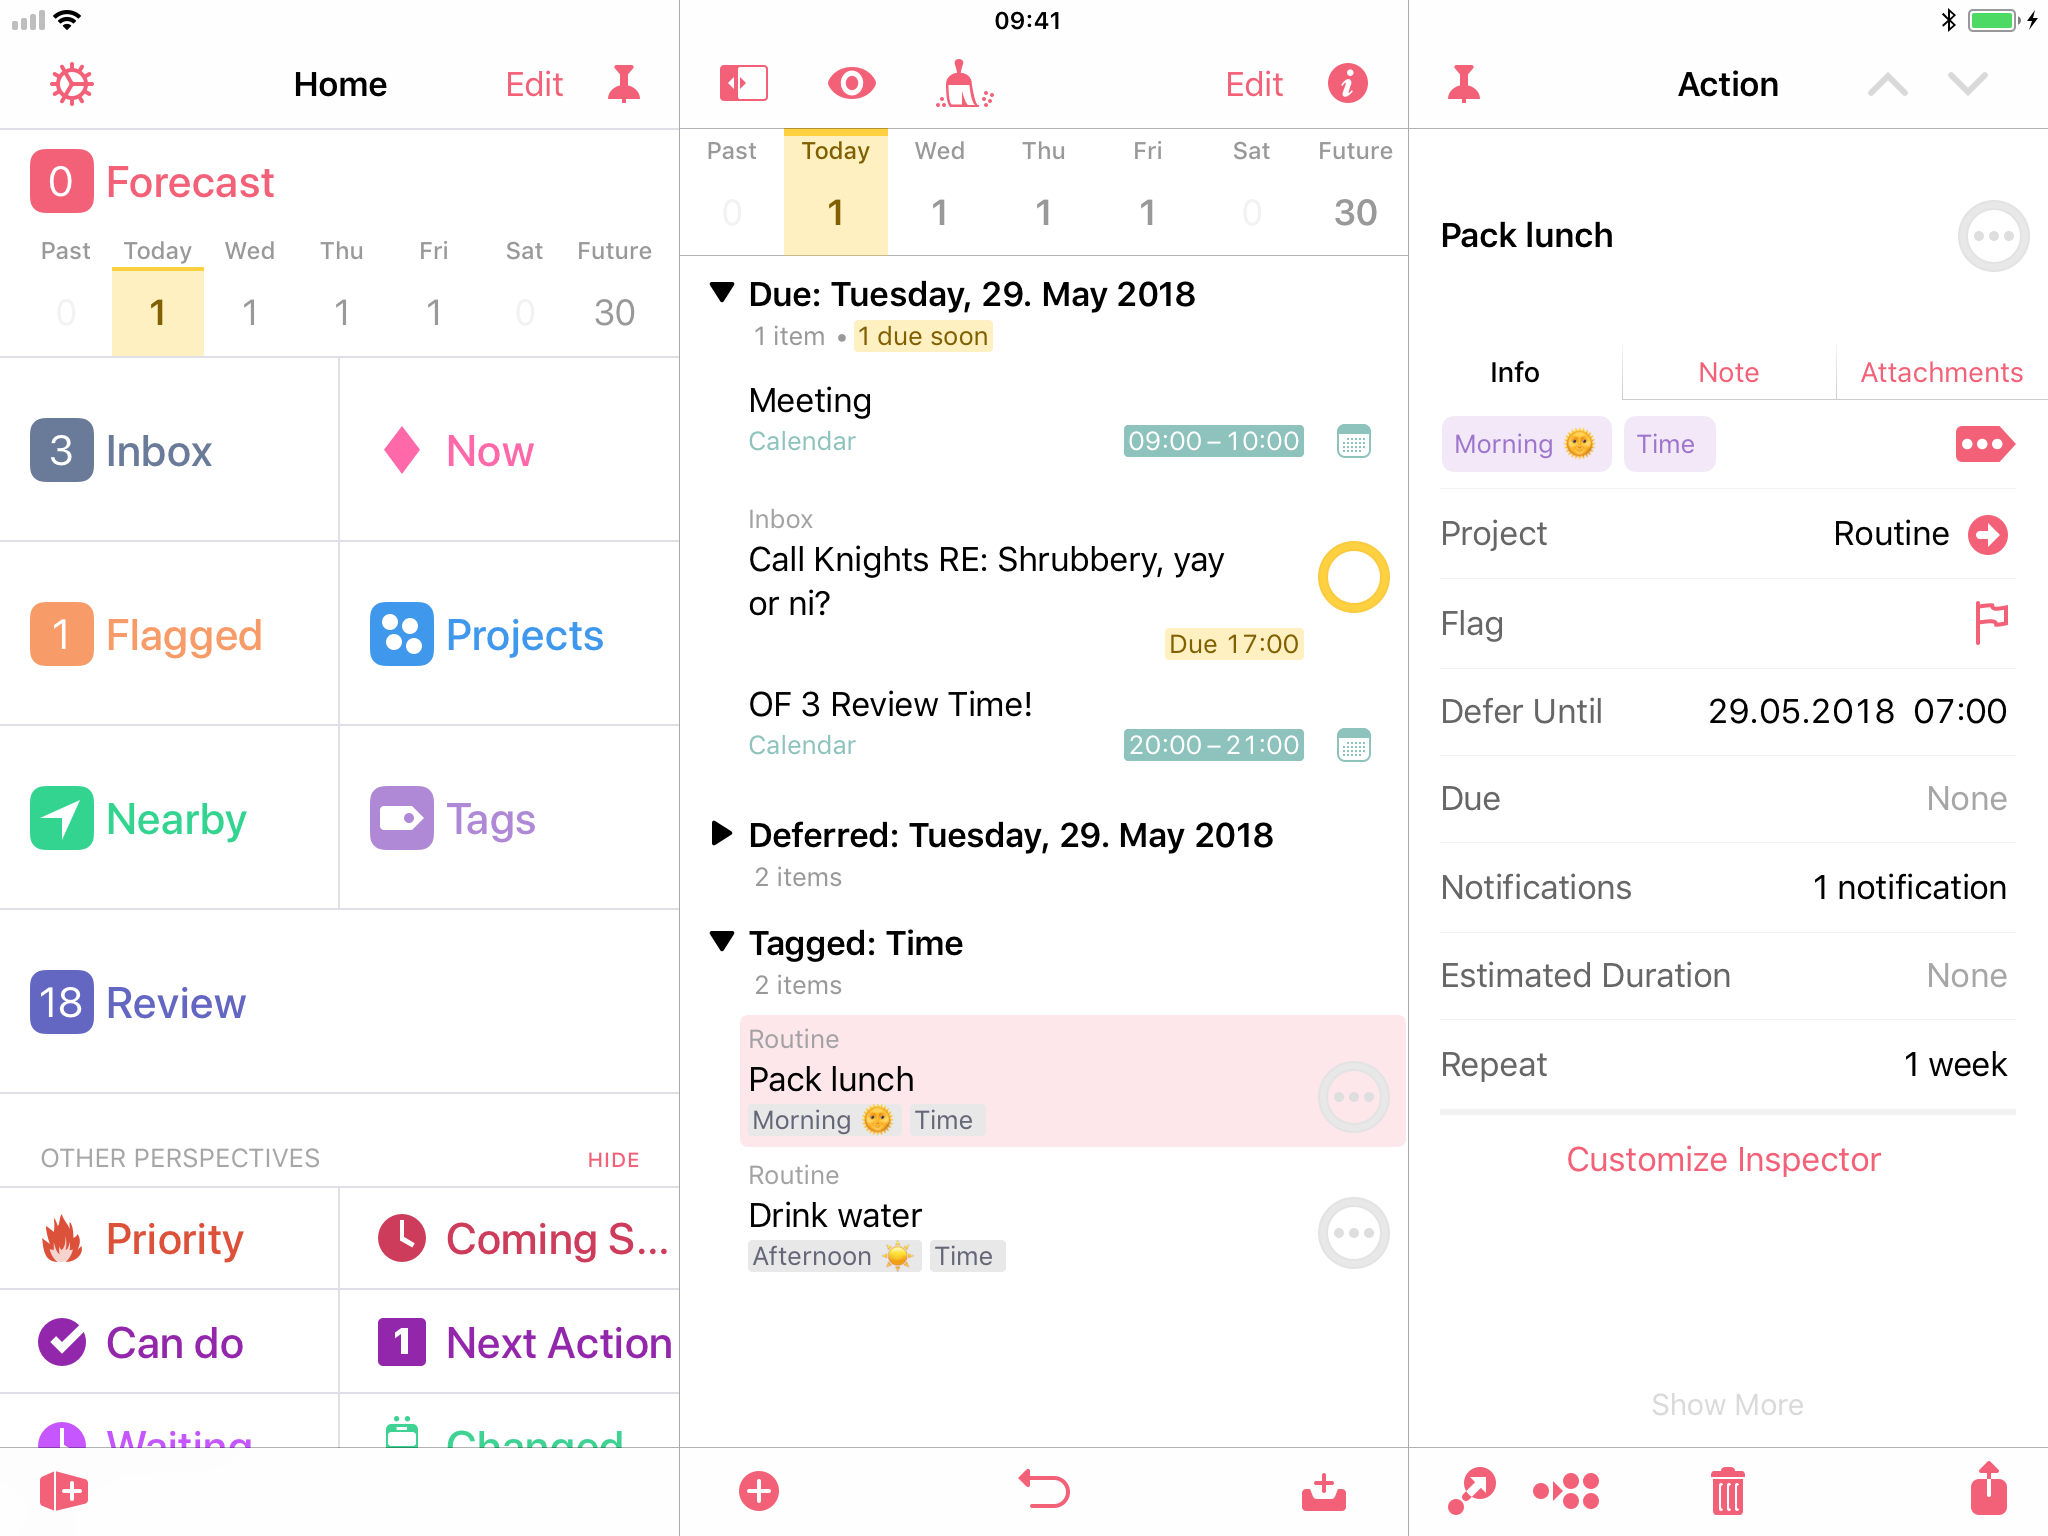 09:41
Home
Edit
0 Forecast
Past Today Wed Thu Fri Sat Future
0 1 1 1 1 0 30
3 Inbox
Now
1 Flagged
Projects
Nearby
Tags
18 Review
OTHER PERSPECTIVES
HIDE
Priority
Coming S...
Can do
1 Next Action
Waiting
Changed
Edit
Past Today Wed Thu Fri Sat Future
0 1 1 1 1 0 30
Due: Tuesday, 29. May 2018
1 item • 1 due soon
Meeting
Calendar 09:00 – 10:00
Inbox
Call Knights RE: Shrubbery, yay
or ni?
Due 17:00
OF 3 Review Time!
Calendar 20:00 – 21:00
Deferred: Tuesday, 29. May 2018
2 items
Tagged: Time
2 items
Routine
Pack lunch
Morning 🌞 Time
Routine
Drink water
Afternoon ☀️ Time
Action
Pack lunch
Info Note Attachments
Morning 🌞 Time
Project Routine
Flag
Defer Until 29.05.2018 07:00
Due None
Notifications 1 notification
Estimated Duration None
Repeat 1 week
Customize Inspector
Show More